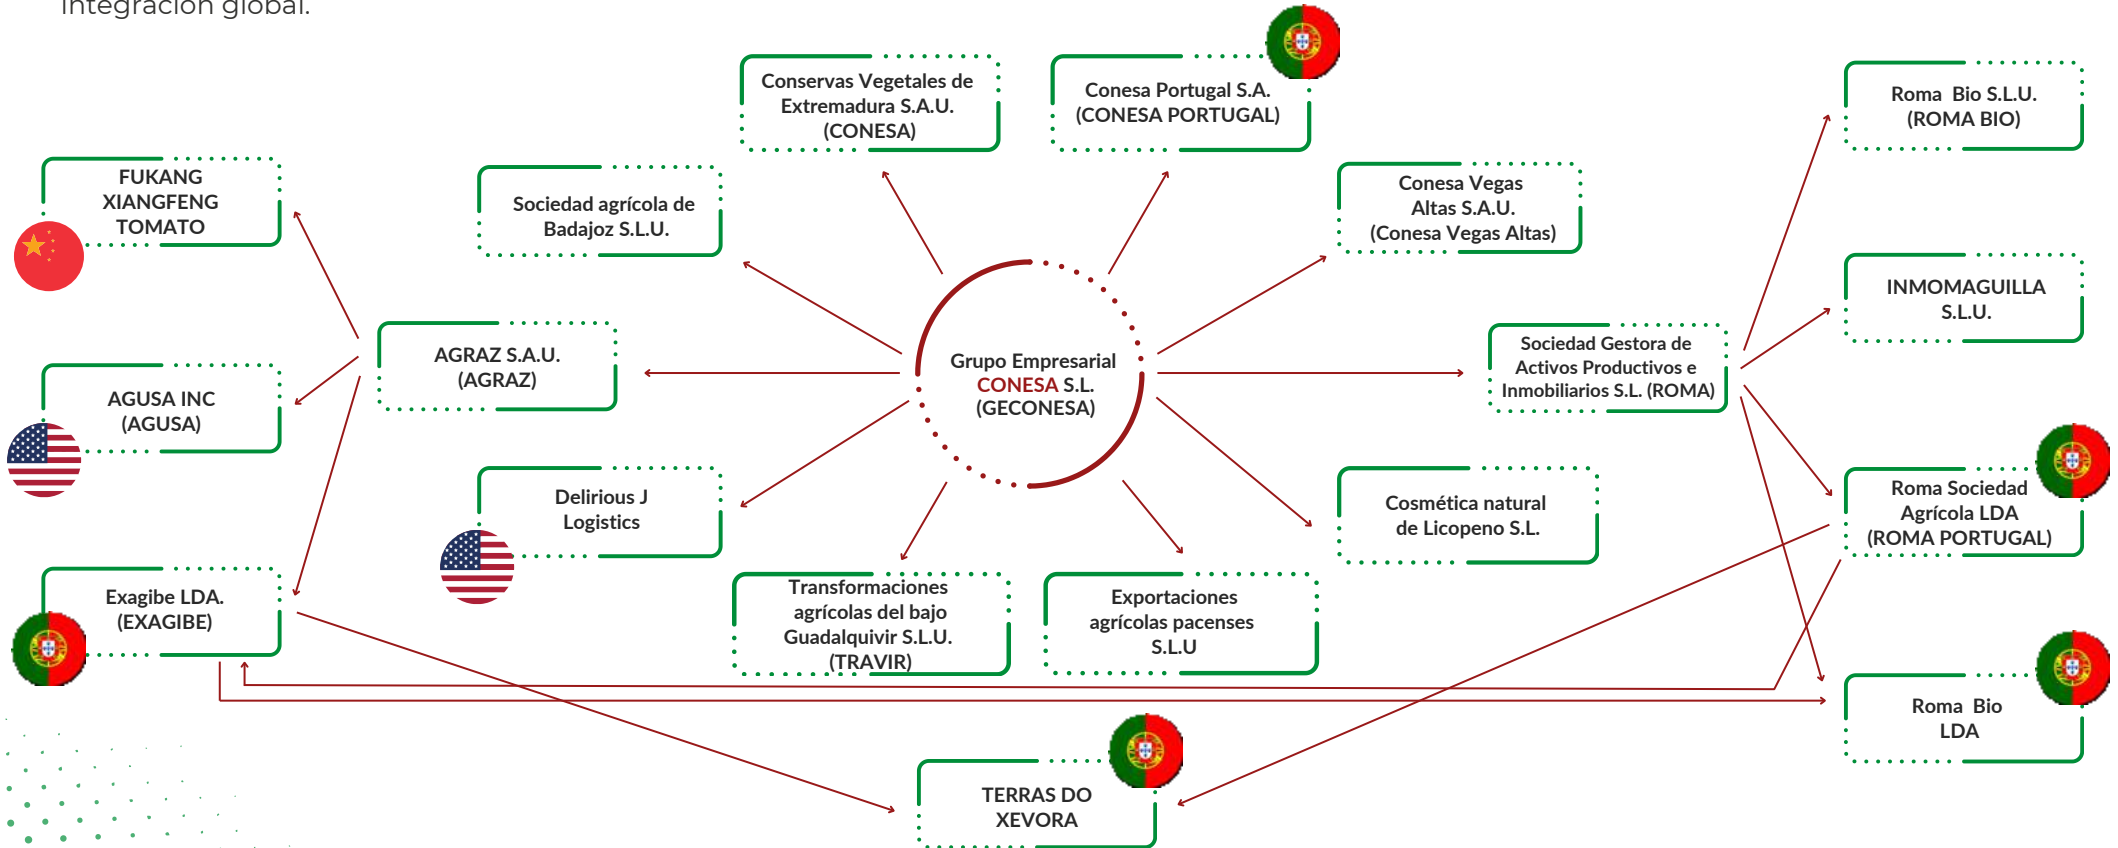 integración global.
Conservas Vegetales de
Extremadura S.A.U.
(CONESA)
Conesa Portugal S.A.
(CONESA PORTUGAL)
Roma Bio S.L.U.
(ROMA BIO)
FUKANG
XIANGFENG
TOMATO
Sociedad agrícola de
Badajoz S.L.U.
Conesa Vegas
Altas S.A.U.
(Conesa Vegas Altas)
INMOMAGUILLA
S.L.U.
AGRAZ S.A.U.
(AGRAZ)
Grupo Empresarial
CONESA S.L.
(GECONESA)
Sociedad Gestora de
Activos Productivos e
Inmobiliarios S.L. (ROMA)
AGUSA INC
(AGUSA)
Delirious J
Logistics
Cosmética natural
de Licopeno S.L.
Roma Sociedad
Agrícola LDA
(ROMA PORTUGAL)
Exagibe LDA.
(EXAGIBE)
Transformaciones
agrícolas del bajo
Guadalquivir S.L.U.
(TRAVIR)
Exportaciones
agrícolas pacenses
S.L.U
Roma Bio
LDA
TERRAS DO
XEVORA